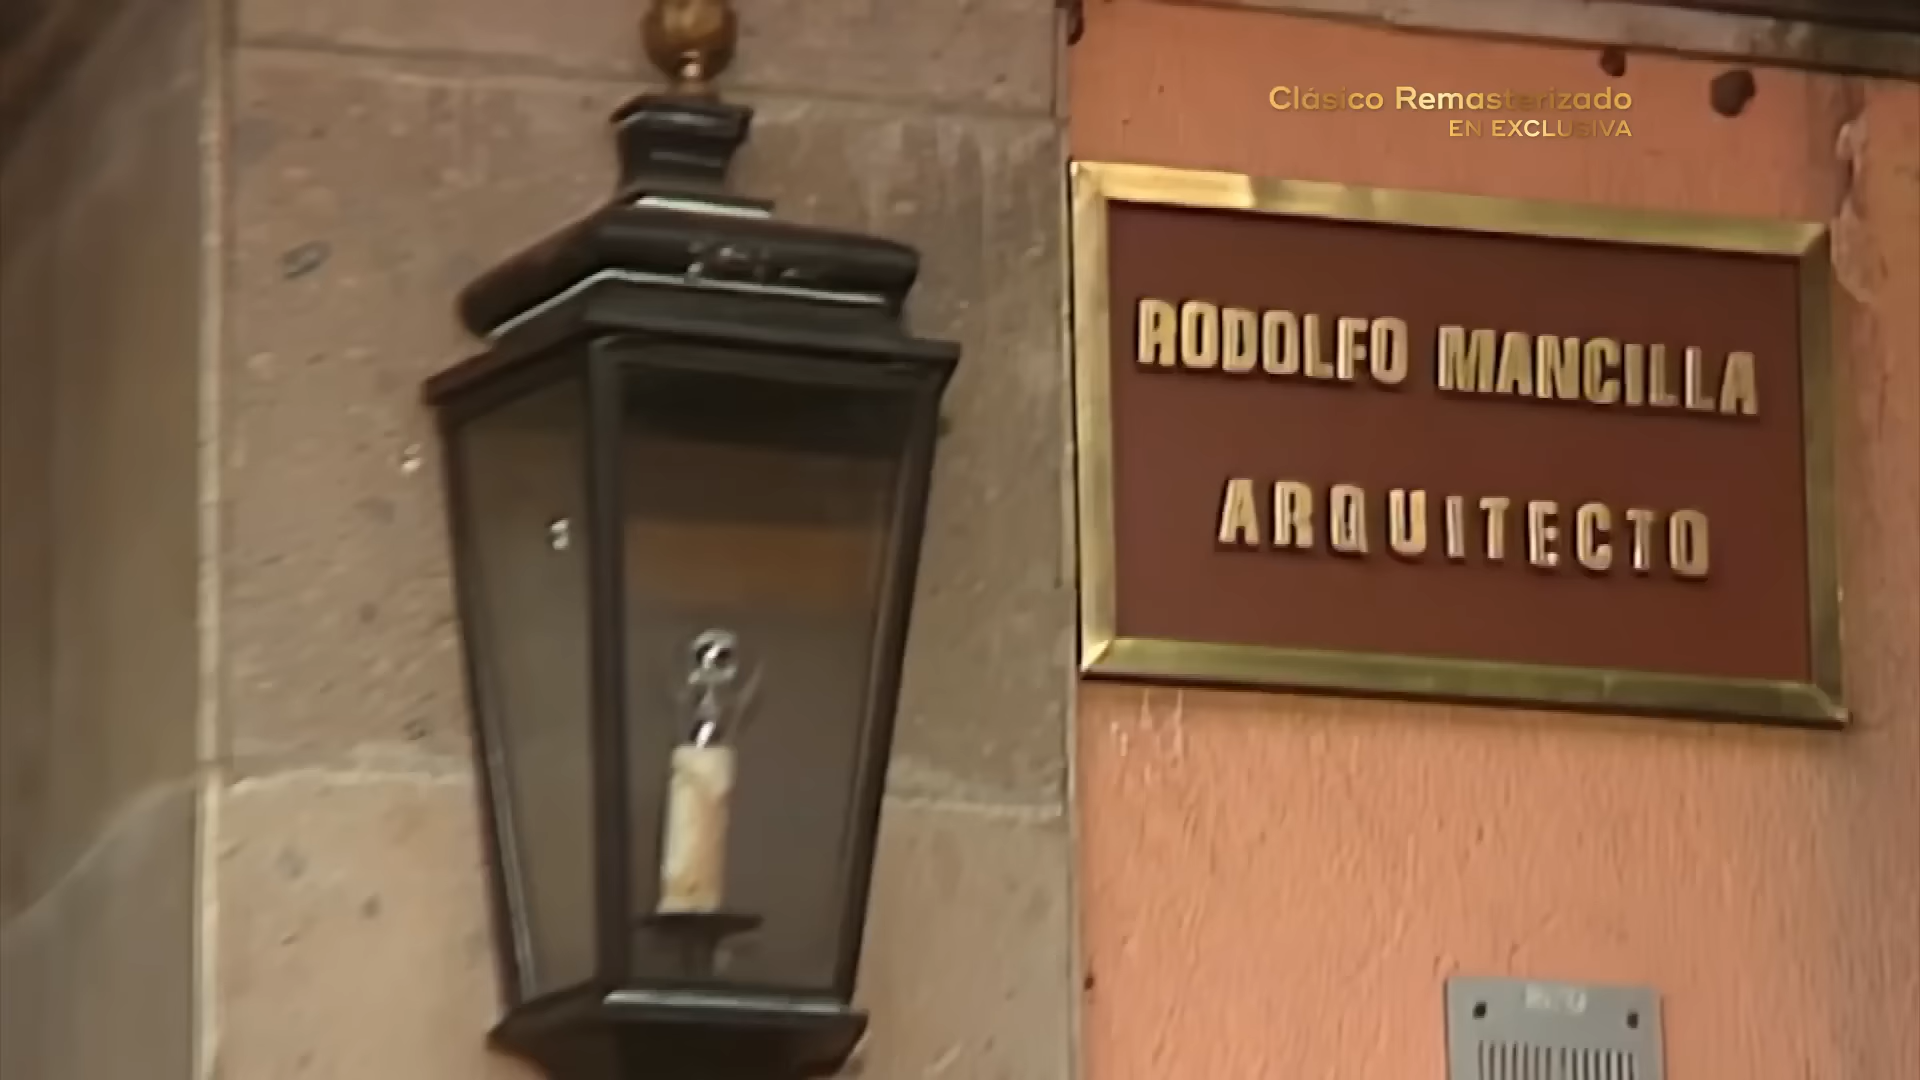 Clásico Remasterizado
EN EXCLUSIVA
RODOLFO MANCILLA
ARQUITECTO